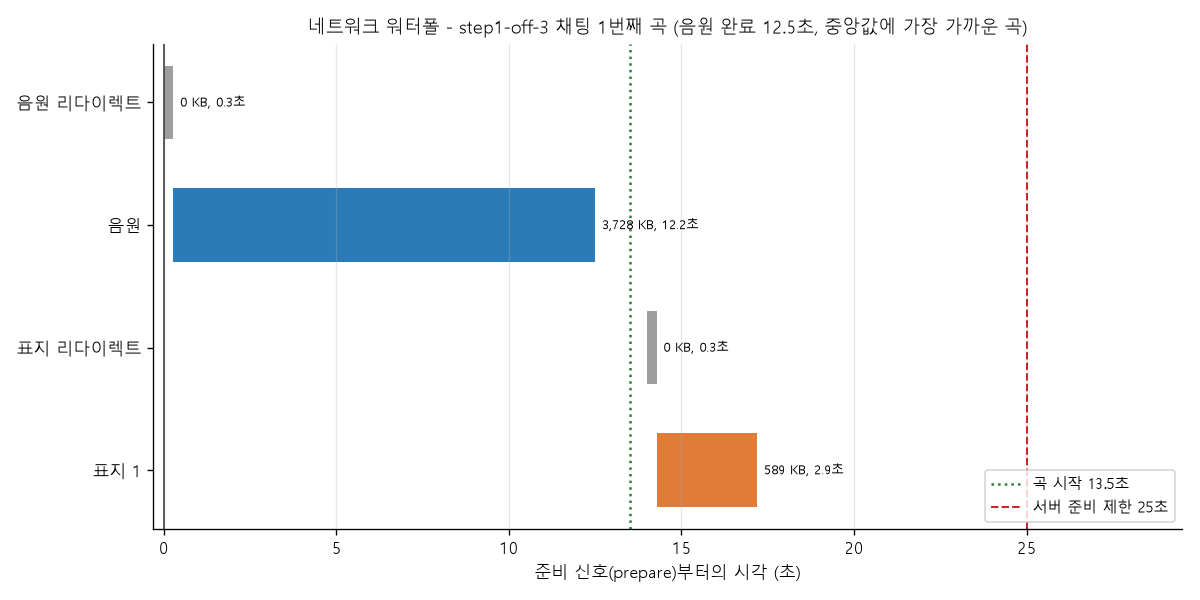 네트워크 워터폴 - step1-off-3 채팅 1번째 곡 (음원 완료 12.5초, 중앙값에 가장 가까운 곡)
음원 리다이렉트
0 KB, 0.3초
음원
3,728 KB, 12.2초
표지 리다이렉트
0 KB, 0.3초
표지 1
589 KB, 2.9초
곡 시작 13.5초
서버 준비 제한 25초
0 5 10 15 20 25
준비 신호(prepare)부터의 시각 (초)